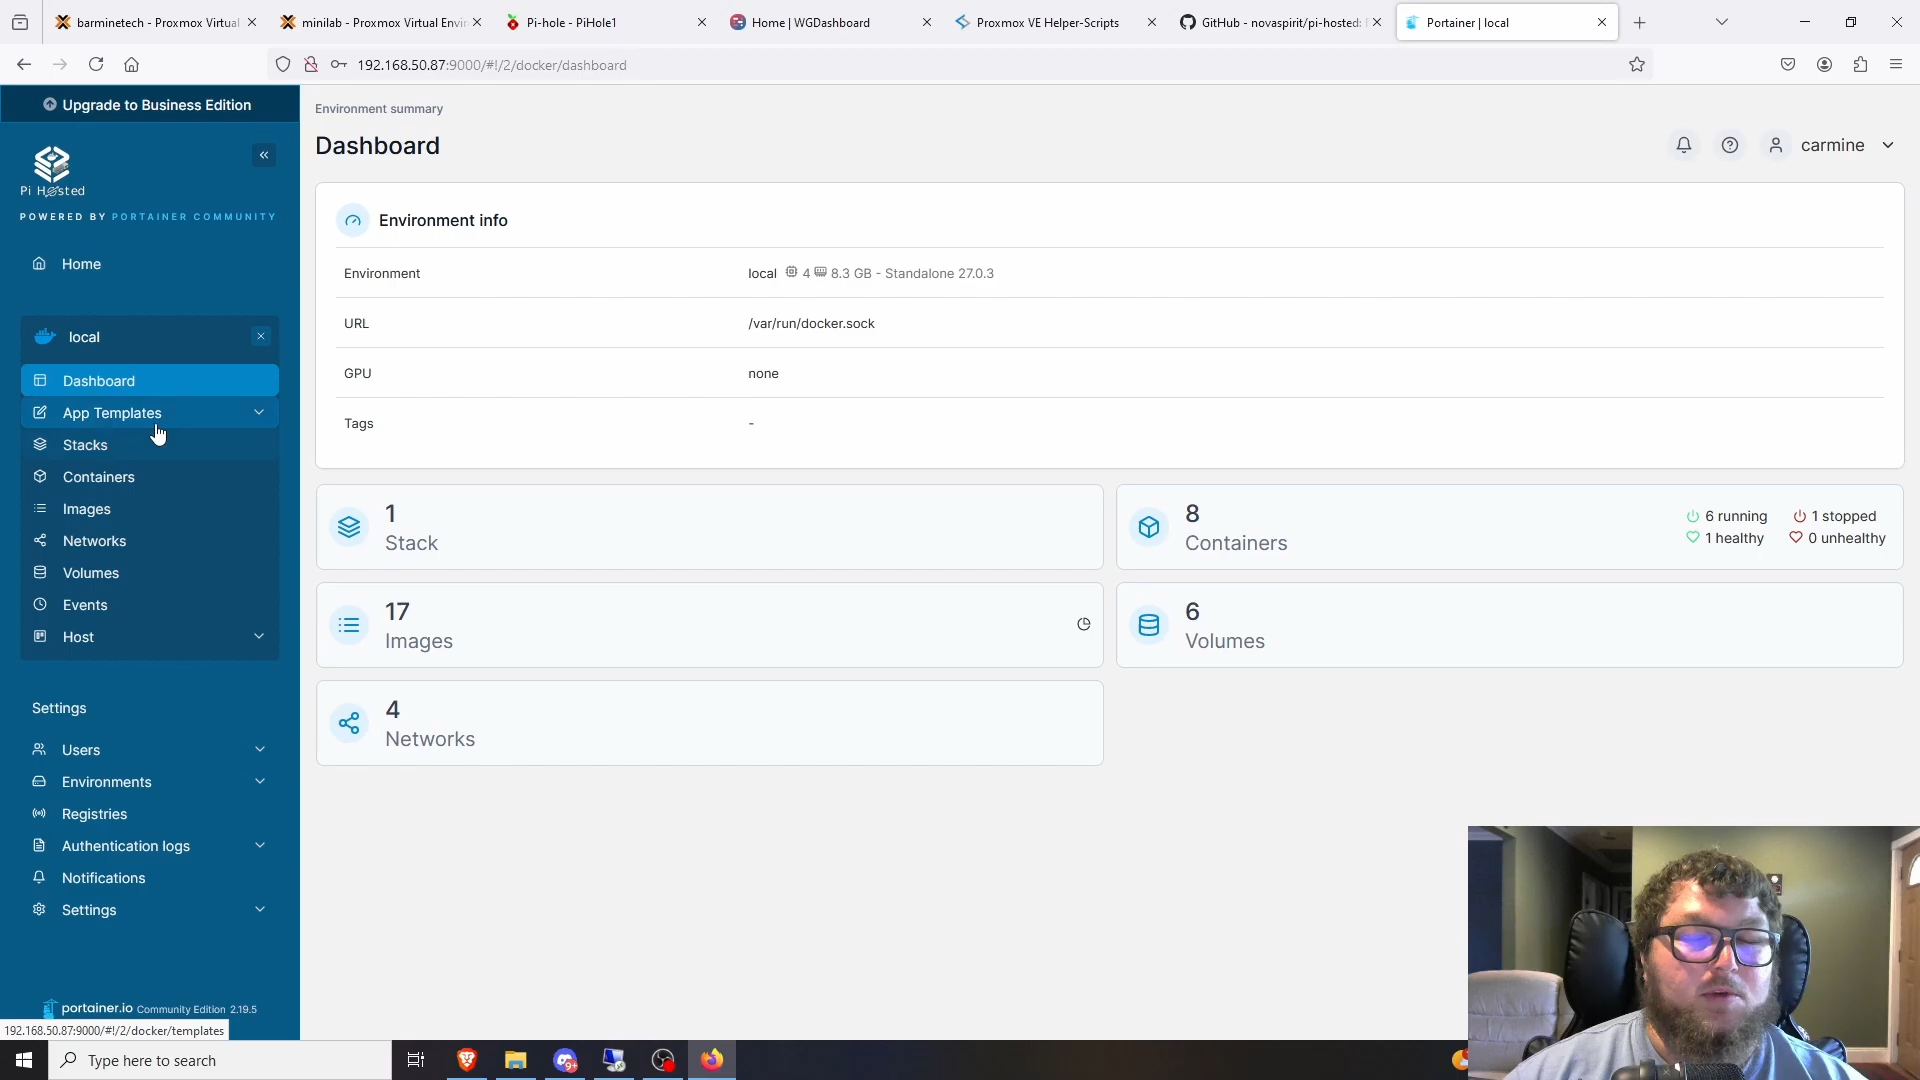 barminetech - Proxmox Virtual
minilab - Proxmox Virtual Envir
Pi-hole - PiHole1
Home | WGDashboard
Proxmox VE Helper-Scripts
GitHub - novaspirit/pi-hosted:
Portainer | local
192.168.50.87:9000/#!/2/docker/dashboard
Upgrade to Business Edition
Pi Hosted
POWERED BY PORTAINER COMMUNITY
Home
local
Dashboard
App Templates
Stacks
Containers
Images
Networks
Volumes
Events
Host
Settings
Users
Environments
Registries
Authentication logs
Notifications
Settings
portainer.io Community Edition 2.19.5
192.168.50.87:9000/#!/2/docker/templates
Environment summary
Dashboard
carmine
Environment info
Environment local 4 8.3 GB - Standalone 27.0.3
URL /var/run/docker.sock
GPU none
Tags -
1
Stack
8
Containers
6 running 1 stopped
1 healthy 0 unhealthy
17
Images
6
Volumes
4
Networks
Type here to search
9+